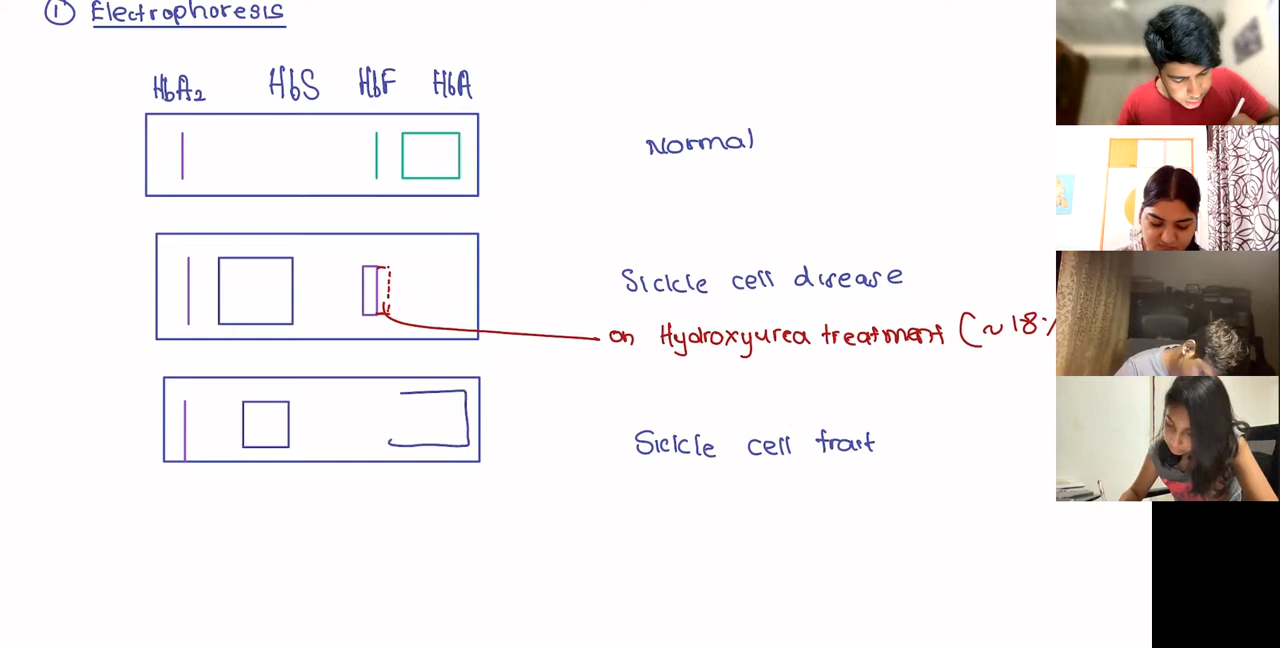 ① Electrophoresis
HbA₂ HbS HbF HbA
Normal
Sickle cell disease
on Hydroxyurea treatment (~18%
Sickle cell trait